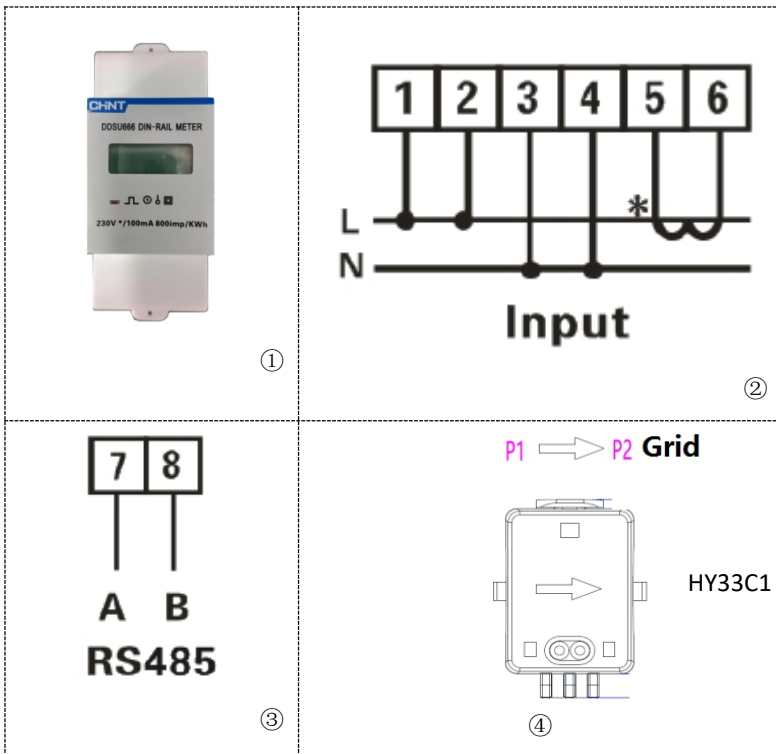 CHNT
DDSU666 DIN-RAIL METER
230V */100mA 800imp/KWh
①
1 2 3 4 5 6
*
L
N
Input
②
7 8
A B
RS485
③
P1 P2 Grid
HY33C1
④